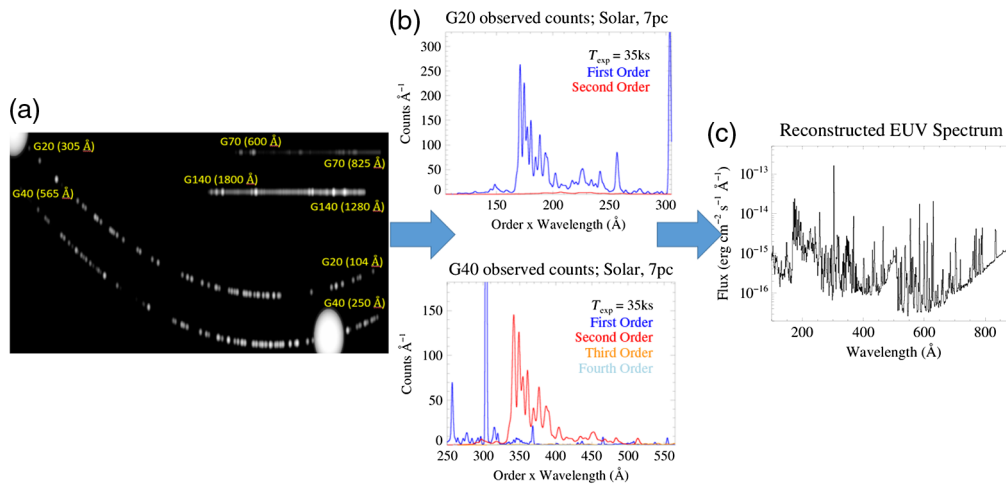 (a)
G20 (305 Å)
G40 (565 Å)
G70 (600 Å)
G70 (825 Å)
G140 (1800 Å)
G140 (1280 Å)
G20 (104 Å)
G40 (250 Å)
(b)
G20 observed counts; Solar, 7pc
Counts Å⁻¹
300
250
200
150
100
50
0
T_exp = 35ks
First Order
Second Order
150 200 250 300
Order x Wavelength (Å)
G40 observed counts; Solar, 7pc
Counts Å⁻¹
150
100
50
0
T_exp = 35ks
First Order
Second Order
Third Order
Fourth Order
250 300 350 400 450 500 550
Order x Wavelength (Å)
(c)
Reconstructed EUV Spectrum
Flux (erg cm⁻² s⁻¹ Å⁻¹)
10⁻¹³
10⁻¹⁴
10⁻¹⁵
10⁻¹⁶
200 400 600 800
Wavelength (Å)